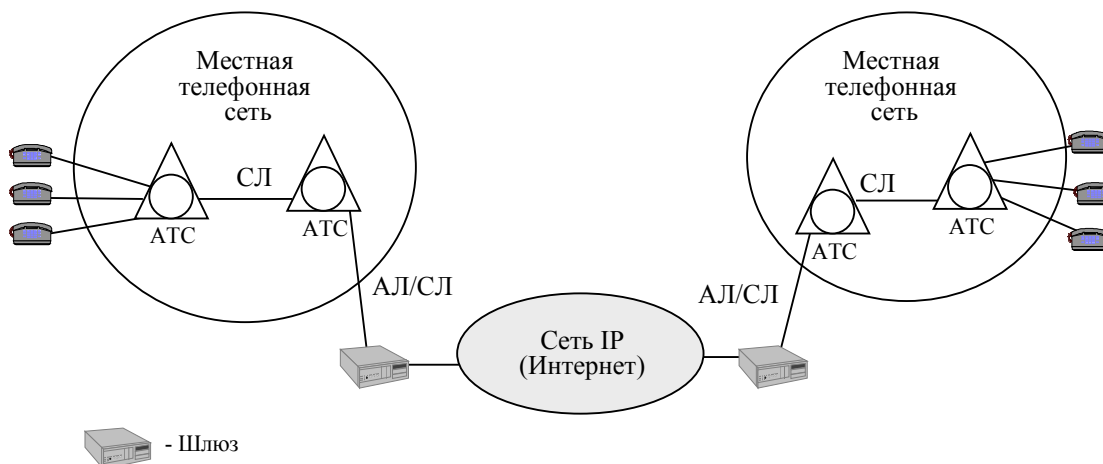 Местная
телефонная
сеть
СЛ
АТС
АТС
АЛ/СЛ
Местная
телефонная
сеть
СЛ
АТС
АТС
АЛ/СЛ
Сеть IP
(Интернет)
- Шлюз